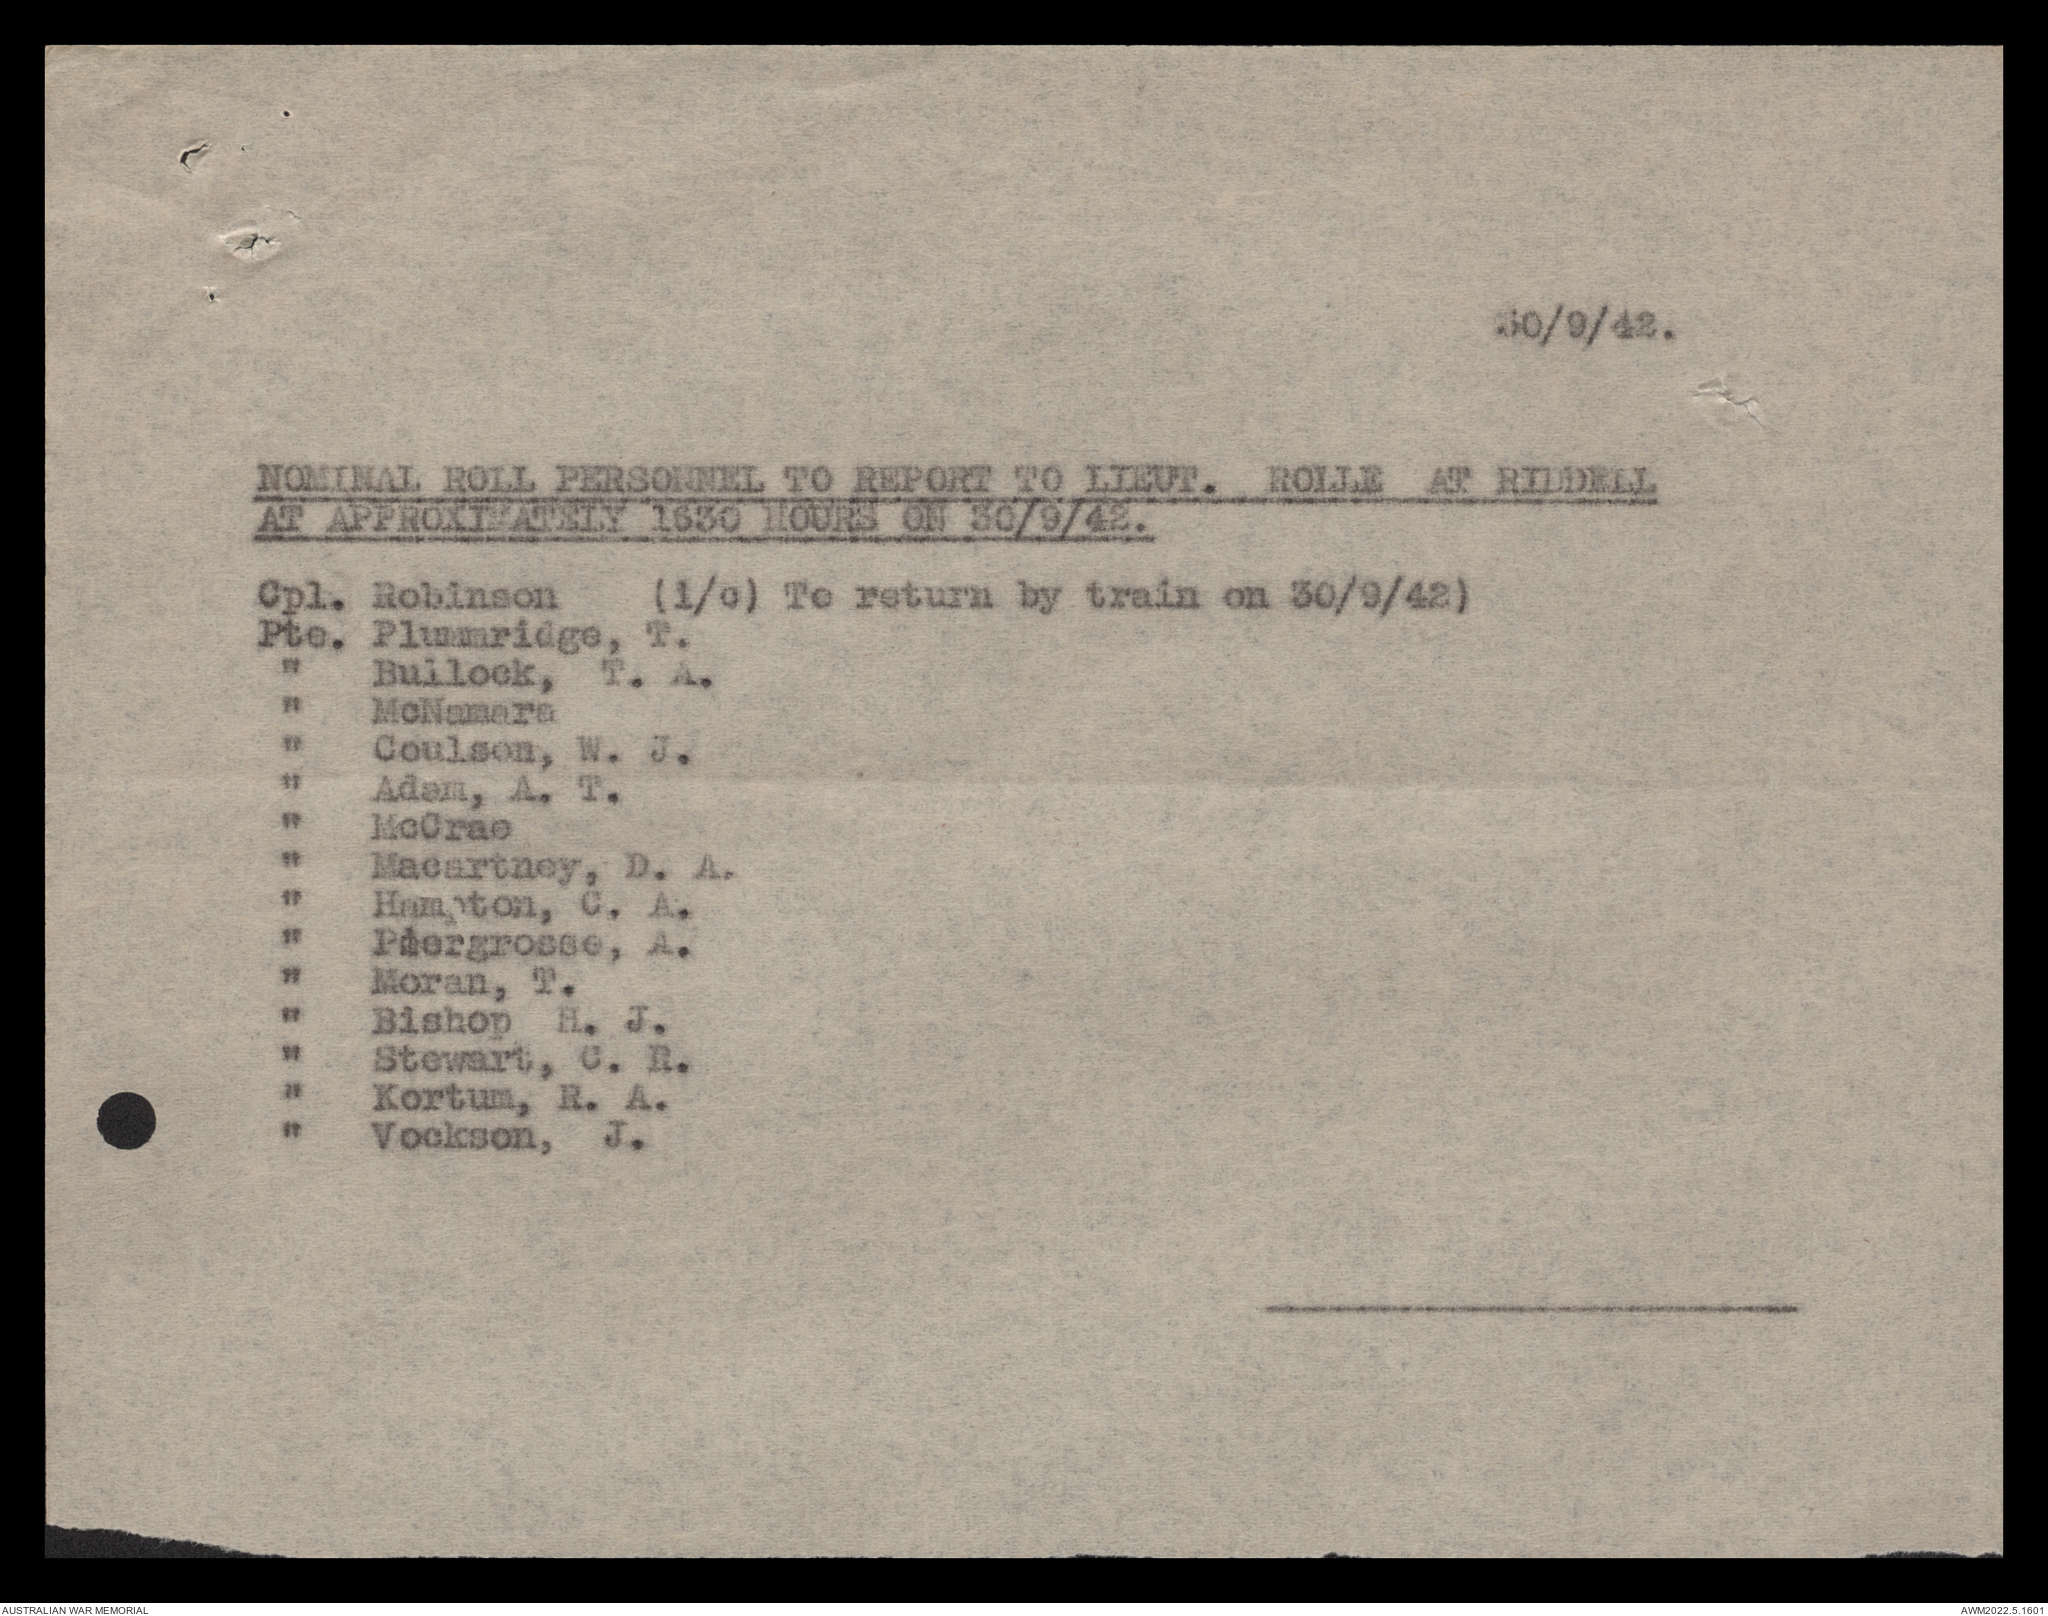 30/9/42.
NOMINAL ROLL PERSONNEL TO REPORT TO LIEUT. ROLLE AT RIDDELL
AT APPROXIMATELY 1630 HOURS ON 30/9/42.
Cpl. Robinson (i/c) To return by train on 30/9/42)
Pte. Plummridge, T.
" Bullock, T. A.
" McNamara
" Coulson, W. J.
" Adam, A. T.
" McCrae
" Macartney, D. A.
" Hampton, C. A.
" Piergrosse, A.
" Moran, T.
" Bishop H. J.
" Stewart, C. R.
" Kortum, R. A.
" Vockson, J.
AUSTRALIAN WAR MEMORIAL
AWM2022.5.1601